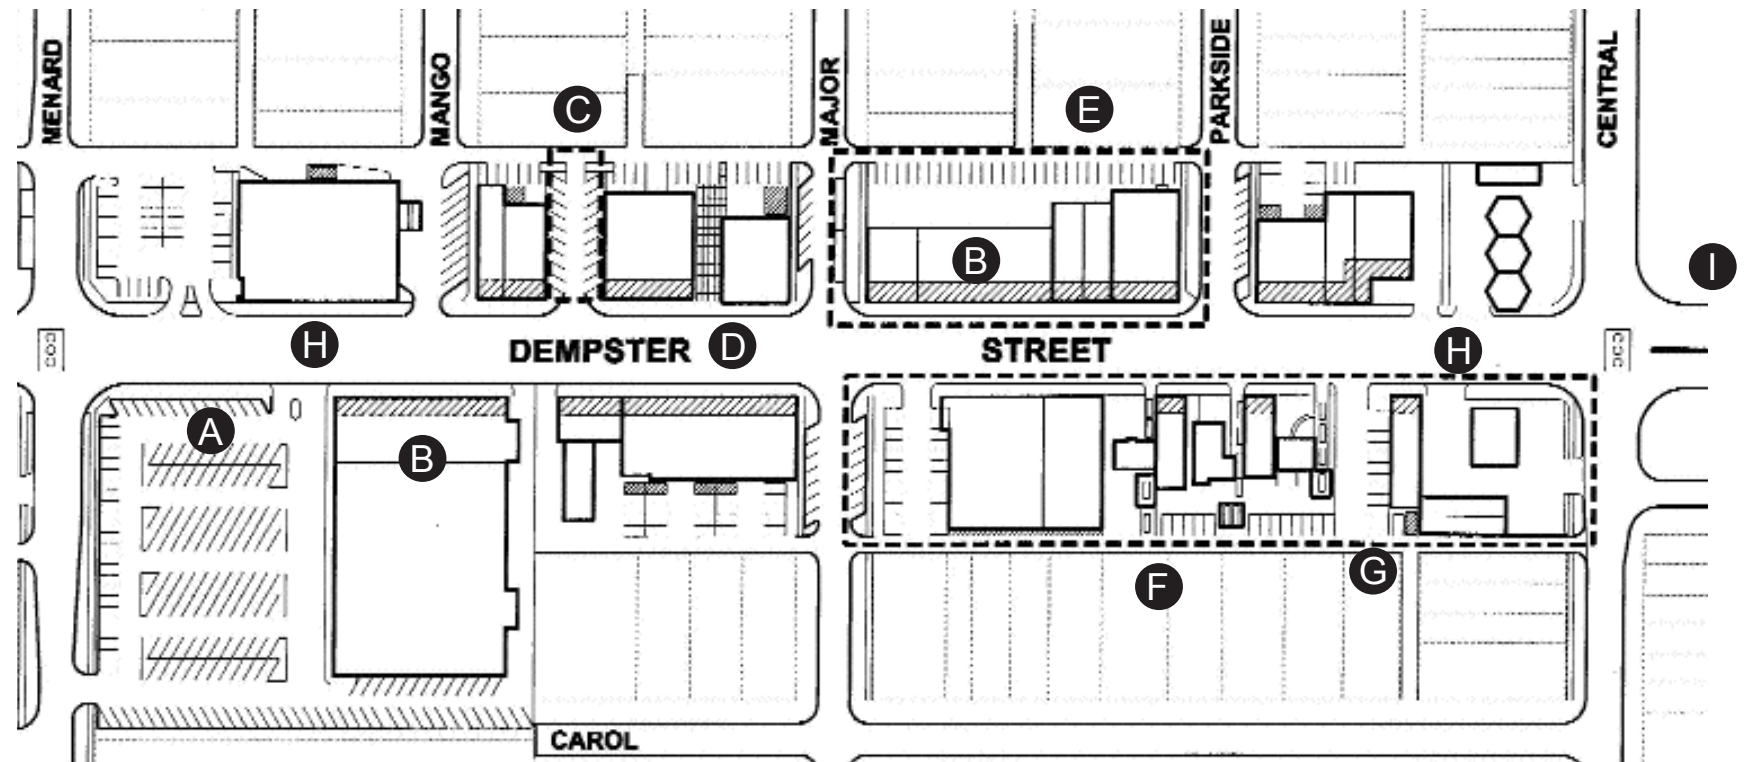 MENARD
MANGO
MAJOR
PARKSIDE
CENTRAL
C
E
B
I
H
DEMPSTER D STREET
H
A
B
G
F
CAROL